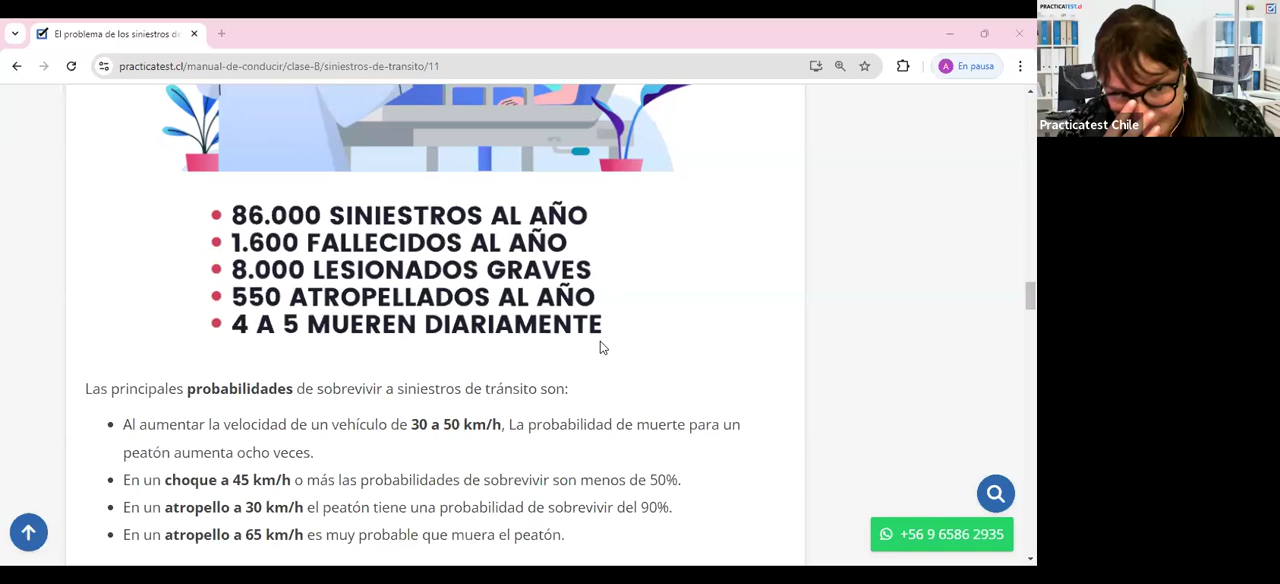 El problema de los siniestros de
practicatest.cl/manual-de-conducir/clase-B/siniestros-de-transito/11
A
En pausa
PRACTICATEST.cl
Practicatest Chile
• 86.000 SINIESTROS AL AÑO
• 1.600 FALLECIDOS AL AÑO
• 8.000 LESIONADOS GRAVES
• 550 ATROPELLADOS AL AÑO
• 4 A 5 MUEREN DIARIAMENTE
Las principales probabilidades de sobrevivir a siniestros de tránsito son:
• Al aumentar la velocidad de un vehículo de 30 a 50 km/h, La probabilidad de muerte para un
peatón aumenta ocho veces.
• En un choque a 45 km/h o más las probabilidades de sobrevivir son menos de 50%.
• En un atropello a 30 km/h el peatón tiene una probabilidad de sobrevivir del 90%.
• En un atropello a 65 km/h es muy probable que muera el peatón.
+56 9 6586 2935